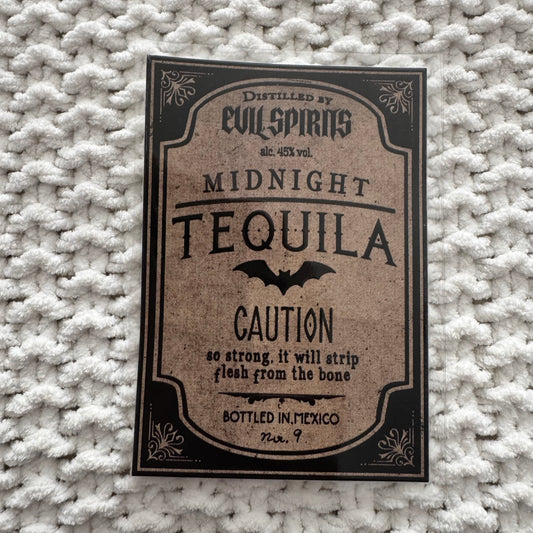 DISTILLED BY
EVIL SPIRITS
alc. 45% vol.
MIDNIGHT
TEQUILA
CAUTION
so strong, it will strip
flesh from the bone
BOTTLED IN MEXICO
no. 9